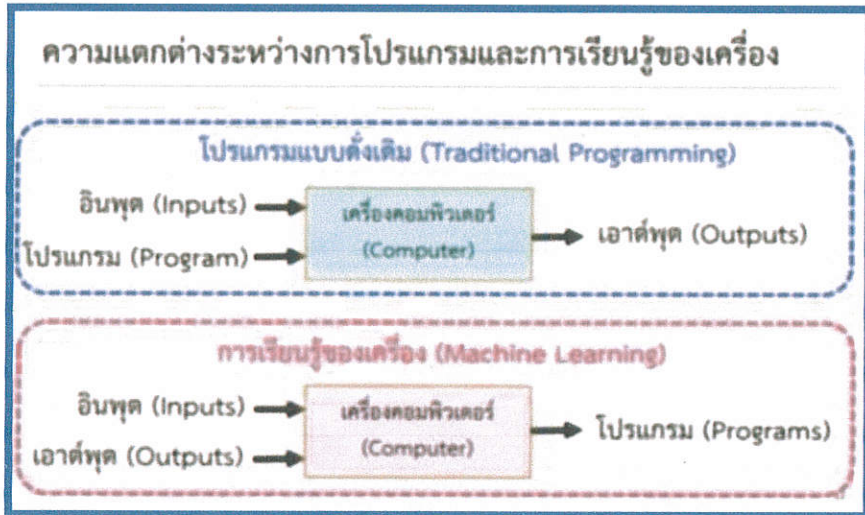 ความแตกต่างระหว่างการโปรแกรมและการเรียนรู้ของเครื่อง
โปรแกรมแบบดั่งเดิม (Traditional Programming)
อินพุต (Inputs)
โปรแกรม (Program)
เครื่องคอมพิวเตอร์
(Computer)
เอาต์พุต (Outputs)
การเรียนรู้ของเครื่อง (Machine Learning)
อินพุต (Inputs)
เอาต์พุต (Outputs)
เครื่องคอมพิวเตอร์
(Computer)
โปรแกรม (Programs)